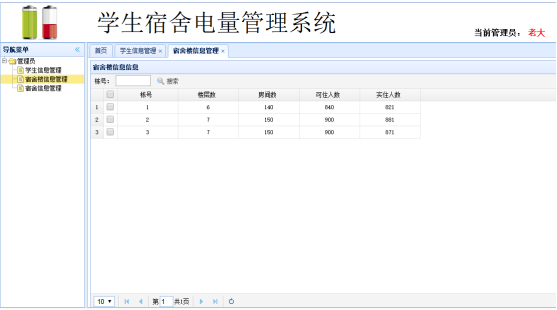 学生宿舍电量管理系统
当前管理员： 老大
导航菜单 «
首页 学生信息管理 × 宿舍楼信息管理 ×
管理员
学生信息管理
宿舍楼信息管理
宿舍信息管理
宿舍楼信息信息
栋号： 搜索
栋号 楼层数 房间数 可住人数 实住人数
1 1 6 140 840 821
2 2 7 150 900 881
3 3 7 150 900 871
10 第 1 共1页